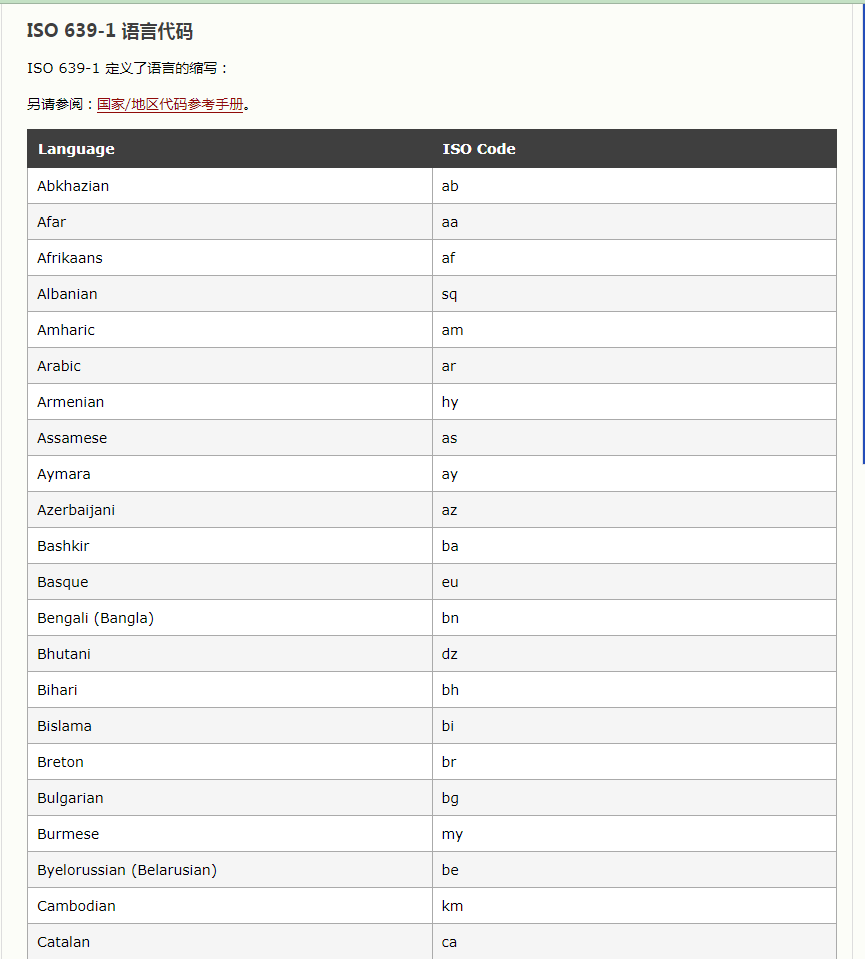 ISO 639-1 语言代码
ISO 639-1 定义了语言的缩写：
另请参阅：国家/地区代码参考手册。
Language ISO Code
Abkhazian ab
Afar aa
Afrikaans af
Albanian sq
Amharic am
Arabic ar
Armenian hy
Assamese as
Aymara ay
Azerbaijani az
Bashkir ba
Basque eu
Bengali (Bangla) bn
Bhutani dz
Bihari bh
Bislama bi
Breton br
Bulgarian bg
Burmese my
Byelorussian (Belarusian) be
Cambodian km
Catalan ca